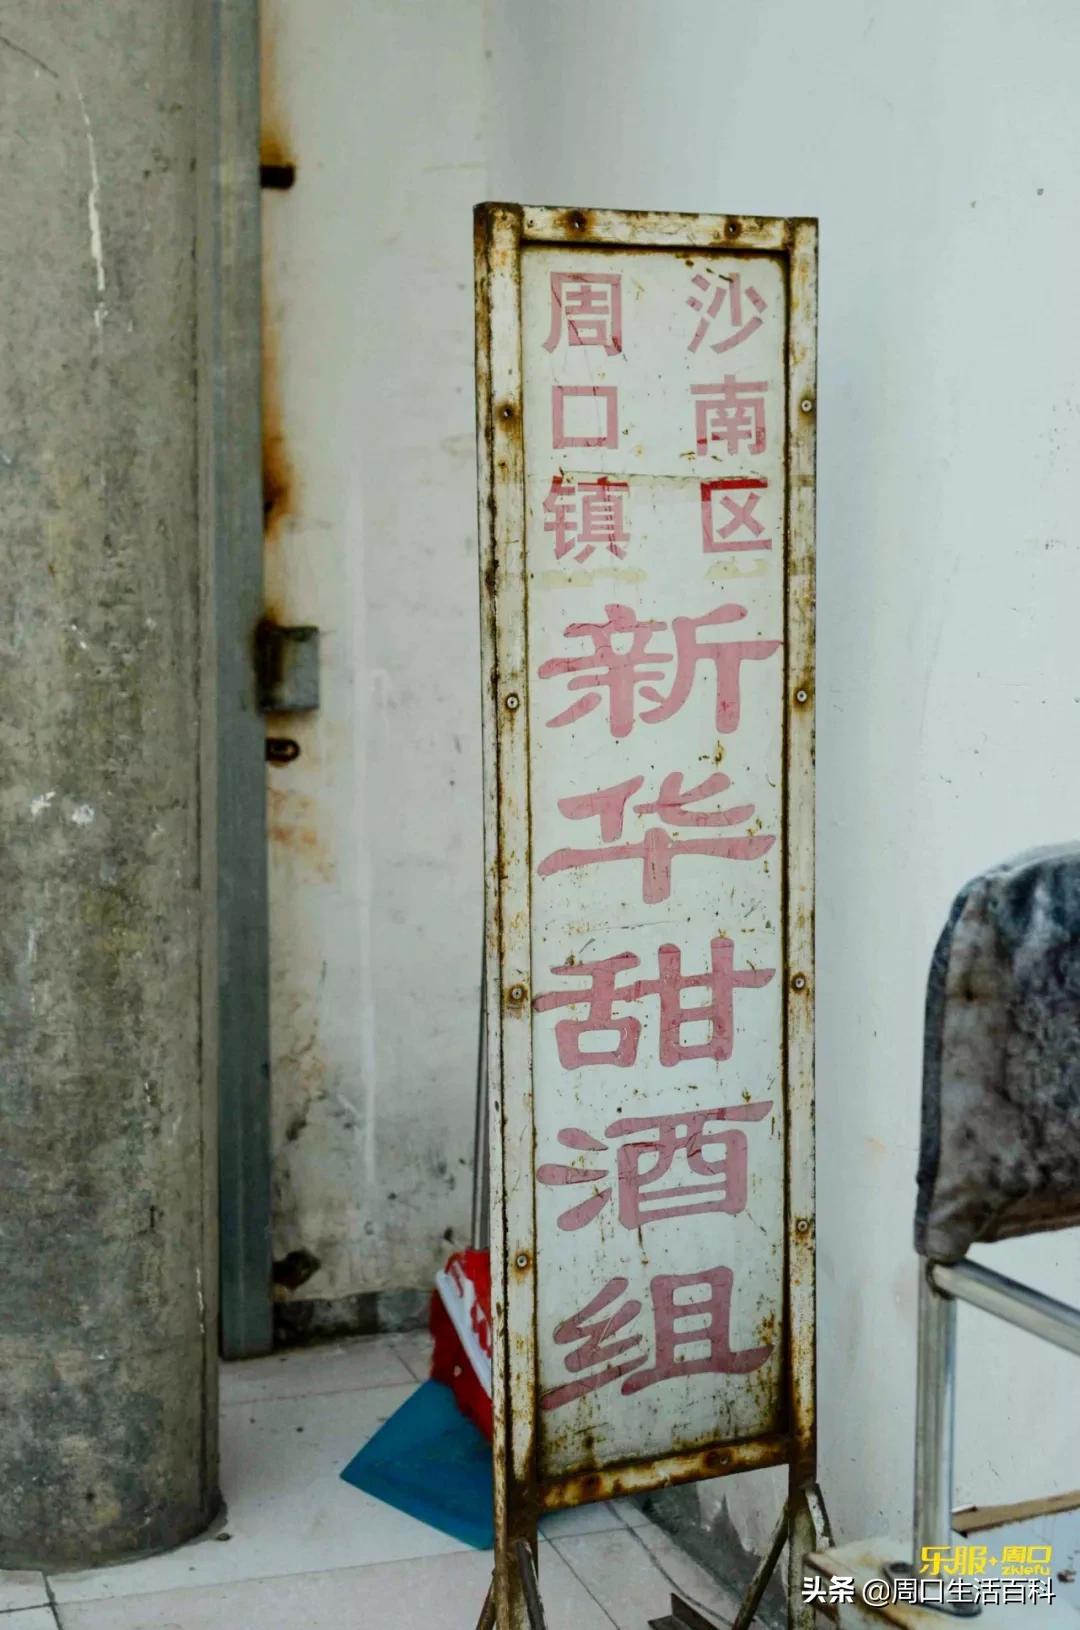 周口镇
沙南区
新华甜酒组
乐服+周口
zklefu
头条 @周口生活百科